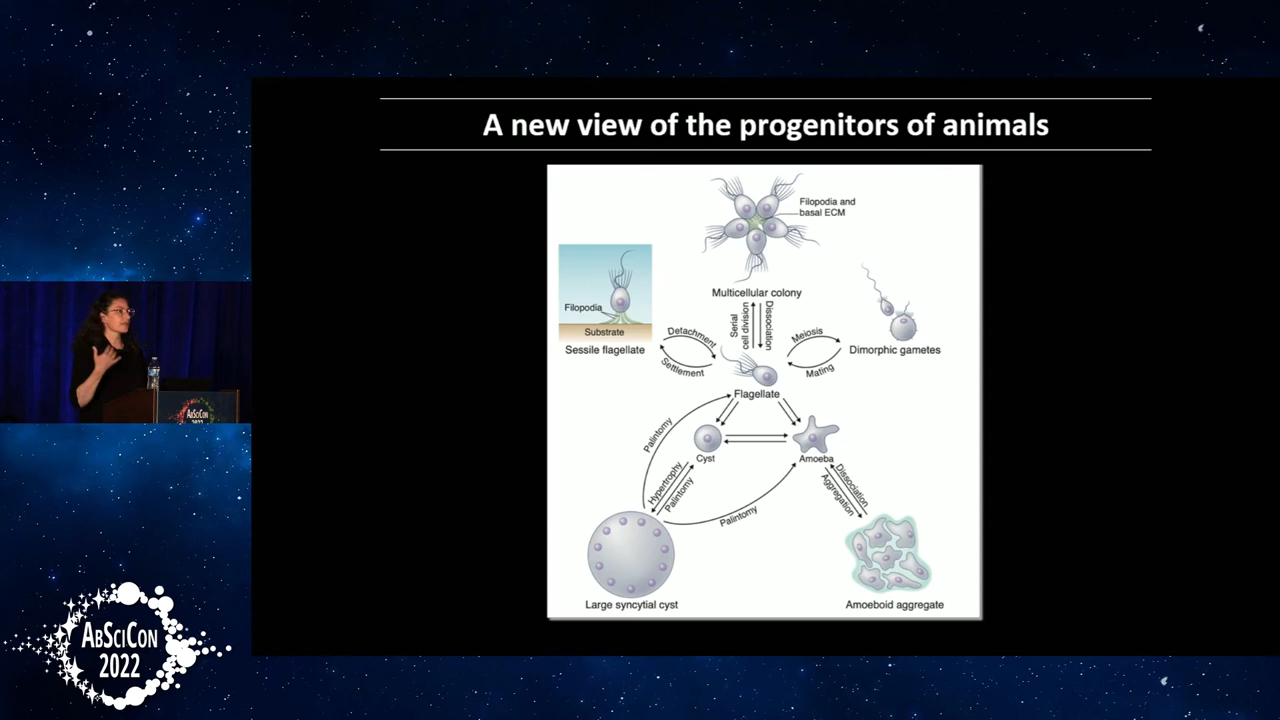 A new view of the progenitors of animals
Filopodia and
basal ECM
Multicellular colony
Filopodia
Substrate
Sessile flagellate
Detachment
Settlement
Serial
cell division
Dissociation
Meiosis
Mating
Dimorphic gametes
Flagellate
Palintomy
Cyst
Amoeba
Hypertrophy
Palintomy
Palintomy
Dissociation
Aggregation
Large syncytial cyst
Amoeboid aggregate
ABSCICON
2022
ABSCICON
2022